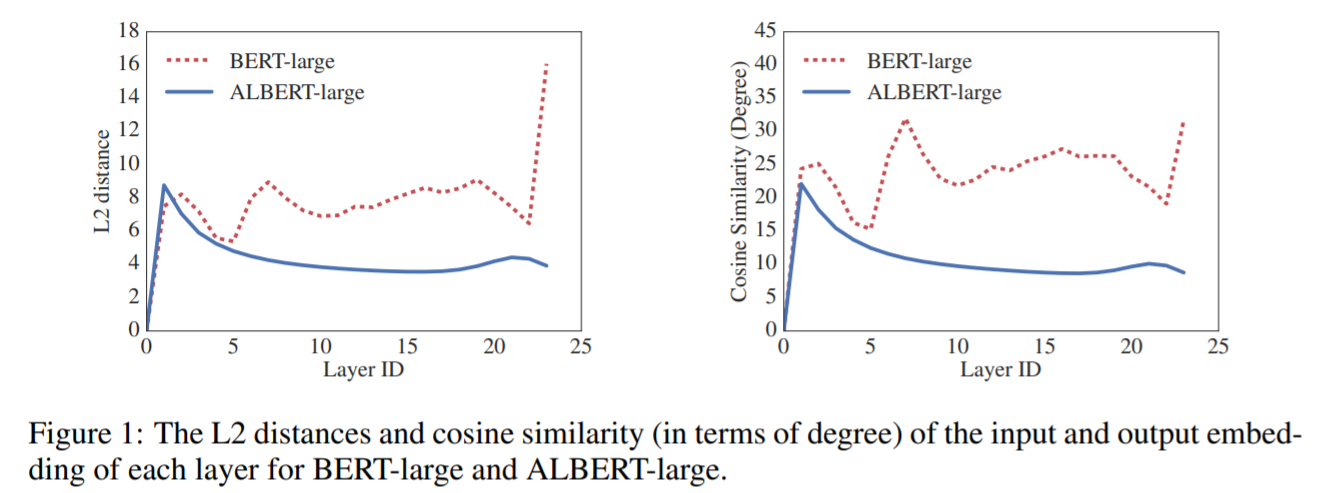 18
16
14
12
10
8
6
4
2
0
L2 distance
BERT-large
ALBERT-large
0 5 10 15 20 25
Layer ID
45
40
35
30
25
20
15
10
5
0
Cosine Similarity (Degree)
BERT-large
ALBERT-large
0 5 10 15 20 25
Layer ID
Figure 1: The L2 distances and cosine similarity (in terms of degree) of the input and output embed-
ding of each layer for BERT-large and ALBERT-large.